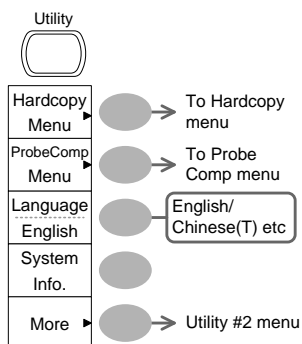 Utility
Hardcopy
Menu
To Hardcopy
menu
ProbeComp
Menu
To Probe
Comp menu
Language
English
English/
Chinese(T) etc
System
Info.
More
Utility #2 menu